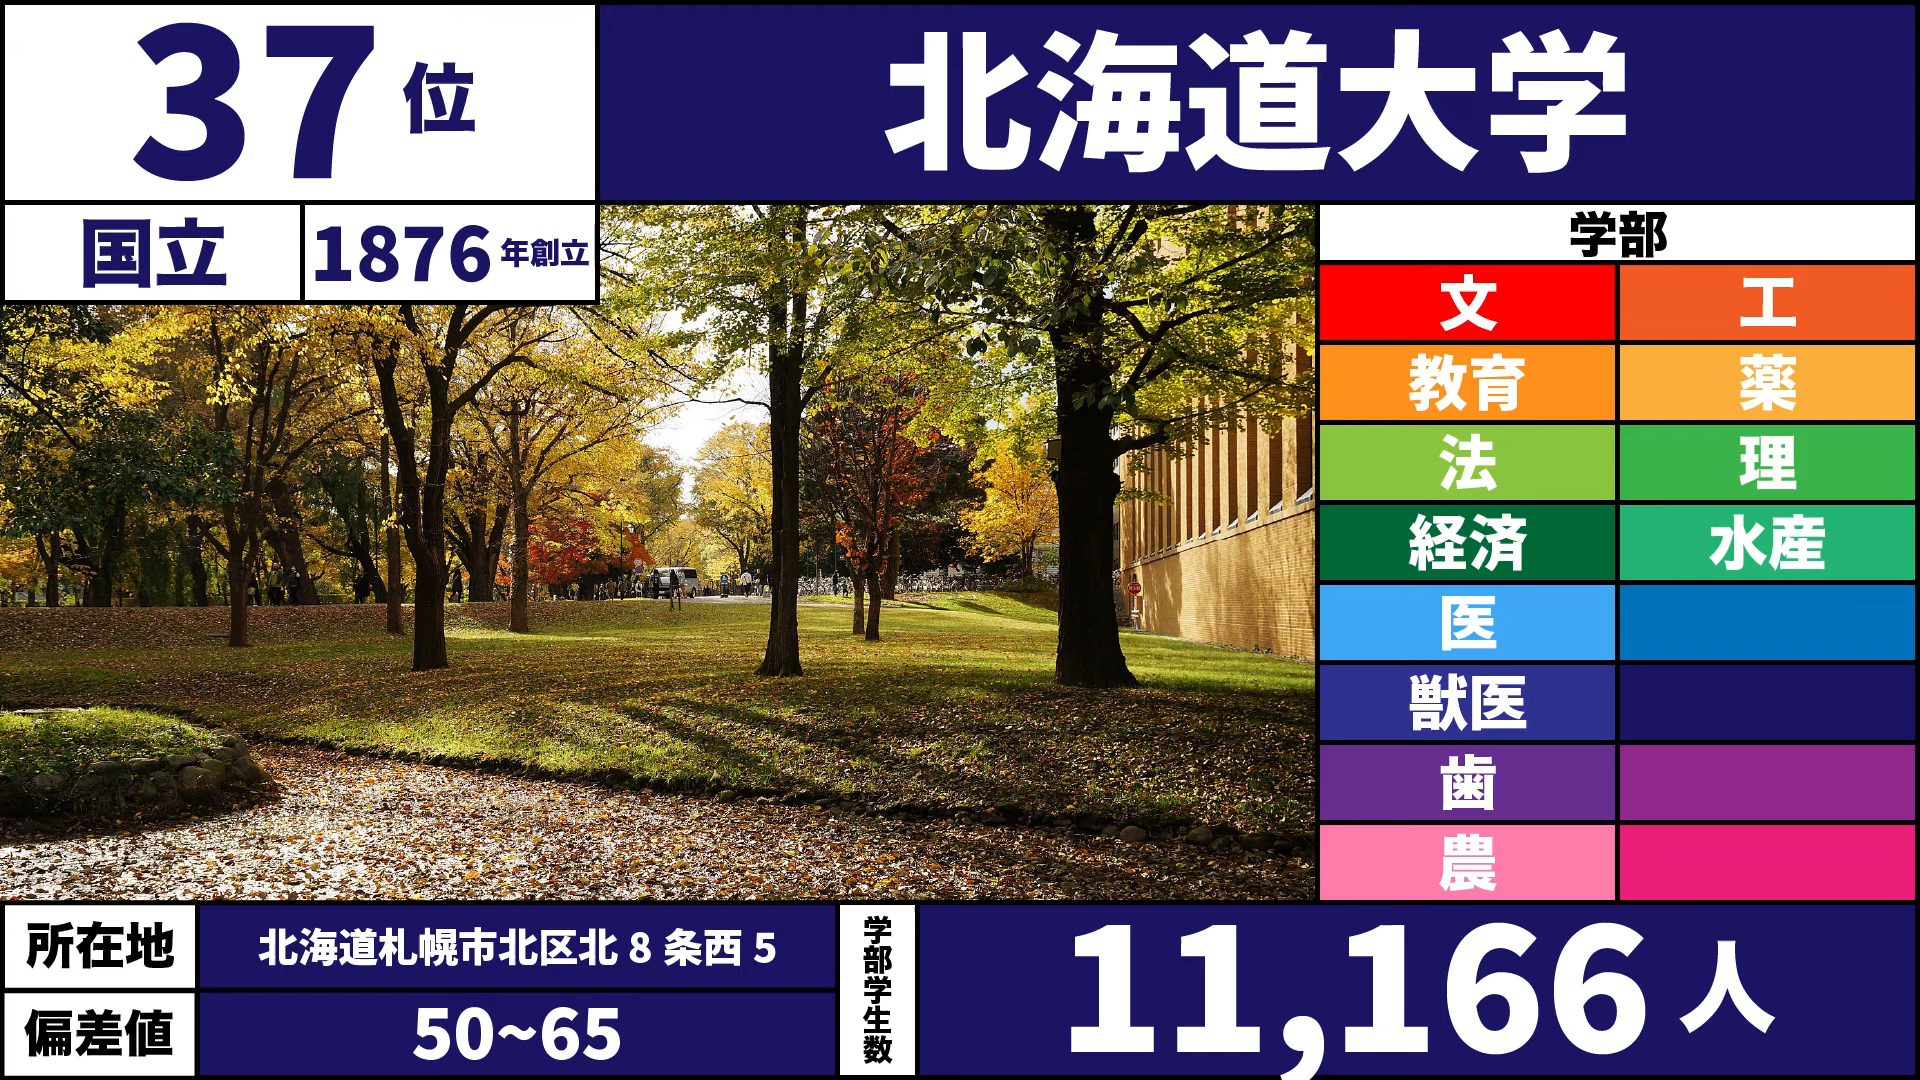 37位
北海道大学
国立
1876年創立
学部
文
工
教育
薬
法
理
経済
水産
医
獣医
歯
農
所在地
北海道札幌市北区北8条西5
偏差値
50~65
学部学生数
11,166人